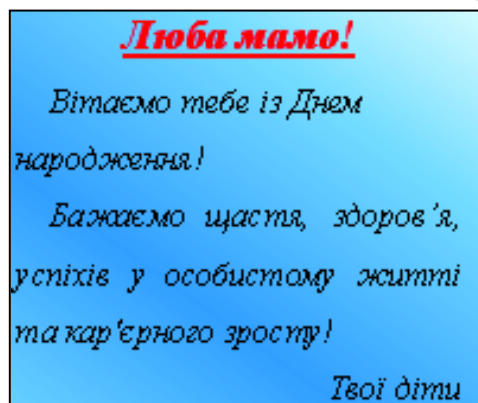 Люба мамо!
Вітаємо тебе із Днем
народження!
Бажаємо щастя, здоров’я,
успіхів у особистому житті
та кар'єрного зросту!
Твої діти